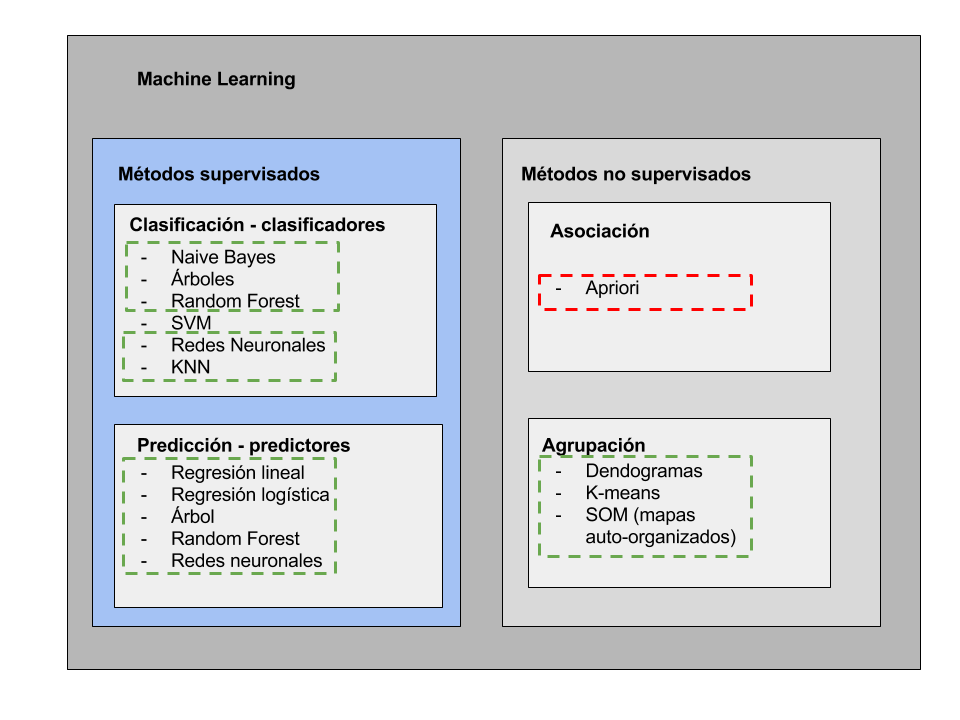 Machine Learning
Métodos supervisados
Clasificación - clasificadores
- Naive Bayes
- Árboles
- Random Forest
- SVM
- Redes Neuronales
- KNN
Predicción - predictores
- Regresión lineal
- Regresión logística
- Árbol
- Random Forest
- Redes neuronales
Métodos no supervisados
Asociación
- Apriori
Agrupación
- Dendogramas
- K-means
- SOM (mapas
auto-organizados)